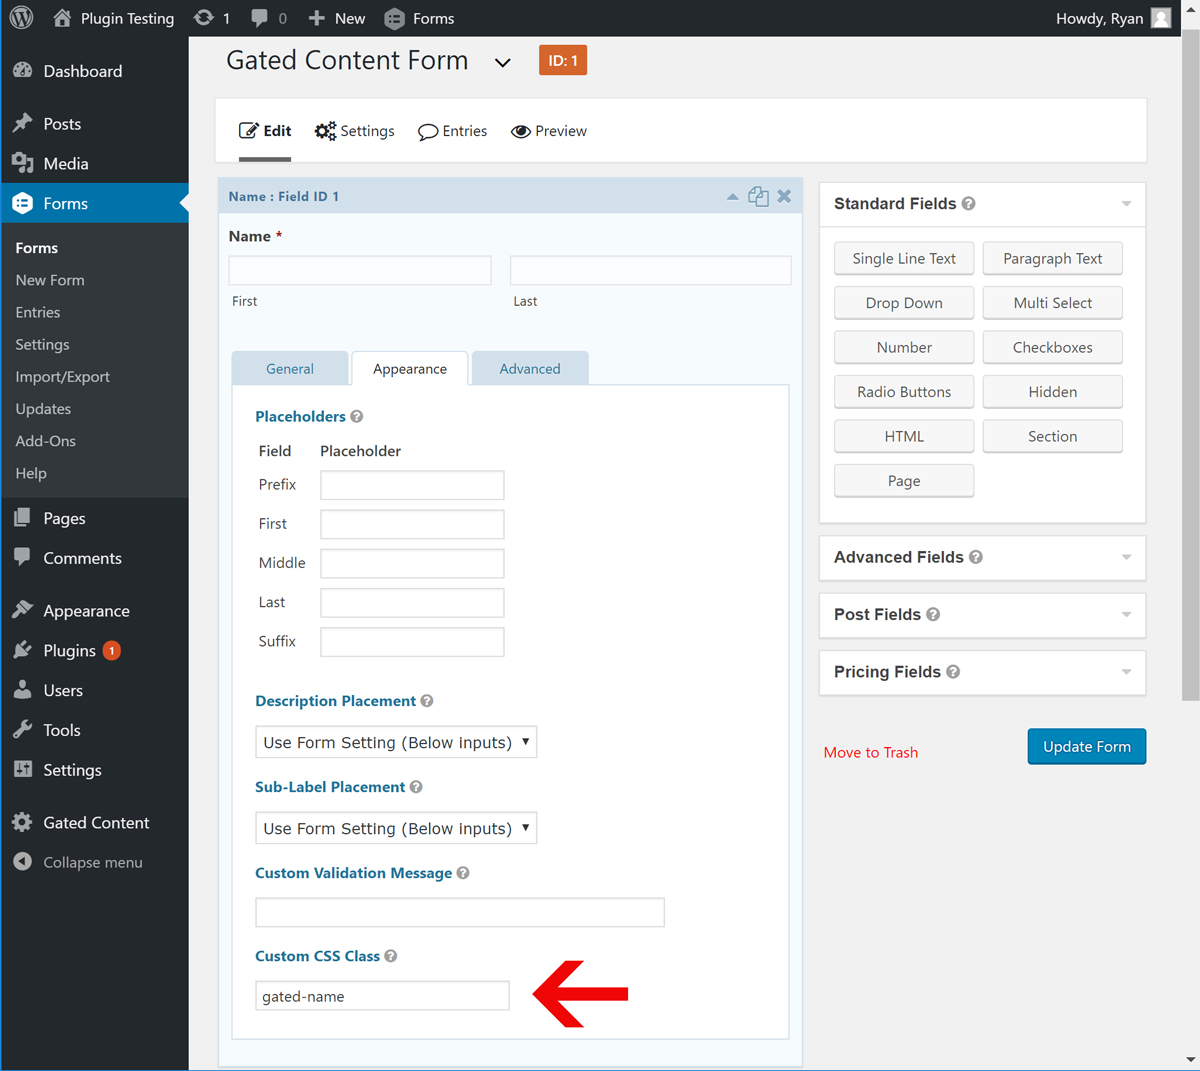 Plugin Testing 1 0 New Forms Howdy, Ryan
Dashboard
Posts
Media
Forms
Forms
New Form
Entries
Settings
Import/Export
Updates
Add-Ons
Help
Pages
Comments
Appearance
Plugins 1
Users
Tools
Settings
Gated Content
Collapse menu
Gated Content Form ID: 1
Edit Settings Entries Preview
Name : Field ID 1
Name *
First Last
General Appearance Advanced
Placeholders ?
Field Placeholder
Prefix
First
Middle
Last
Suffix
Description Placement ?
Use Form Setting (Below inputs)
Sub-Label Placement ?
Use Form Setting (Below inputs)
Custom Validation Message ?
Custom CSS Class ?
gated-name
Standard Fields ?
Single Line Text Paragraph Text
Drop Down Multi Select
Number Checkboxes
Radio Buttons Hidden
HTML Section
Page
Advanced Fields ?
Post Fields ?
Pricing Fields ?
Move to Trash Update Form